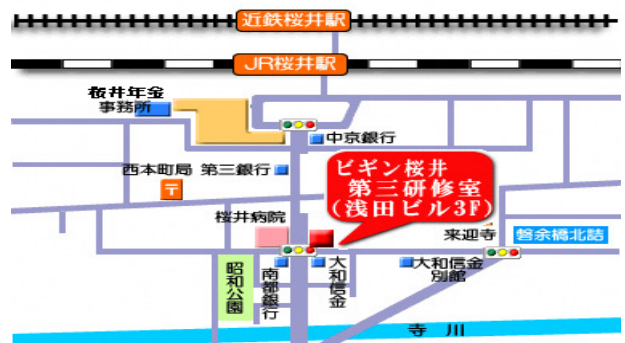 近鉄桜井駅
JR桜井駅
桜井年金
事務所
中京銀行
西本町局
第三銀行
〒
ビギン桜井
第三研修室
(浅田ビル3F)
桜井病院
来迎寺
磐余橋北詰
昭和公園
南都銀行
大和信金
大和信金
別館
寺川